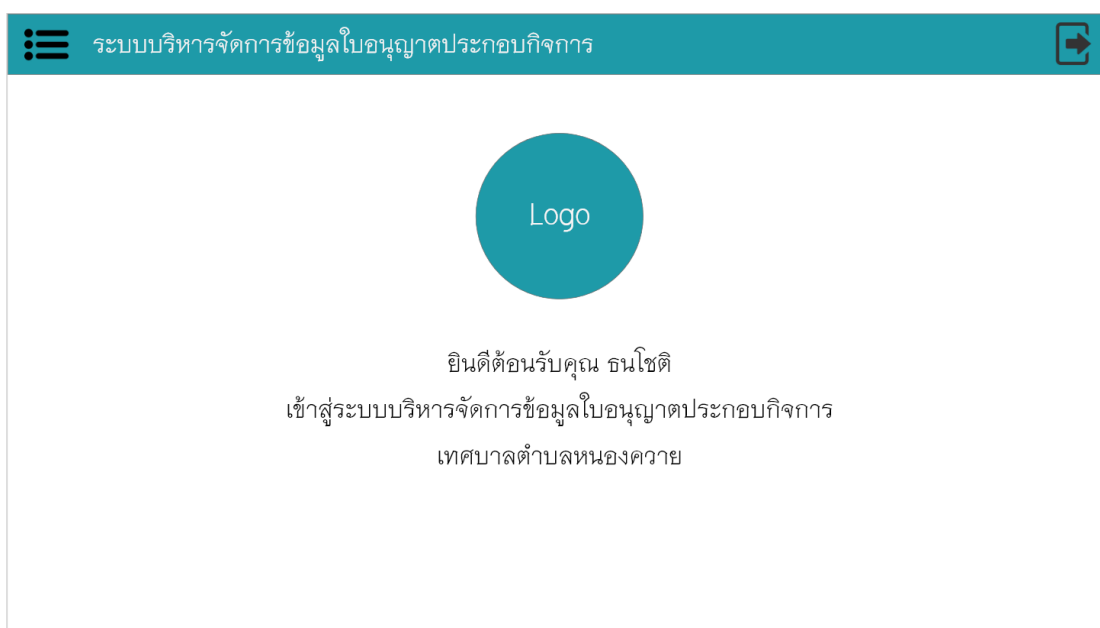 ระบบบริหารจัดการข้อมูลใบอนุญาตประกอบกิจการ
Logo
ยินดีต้อนรับคุณ ธนโชติ
เข้าสู่ระบบบริหารจัดการข้อมูลใบอนุญาตประกอบกิจการ
เทศบาลตำบลหนองควาย